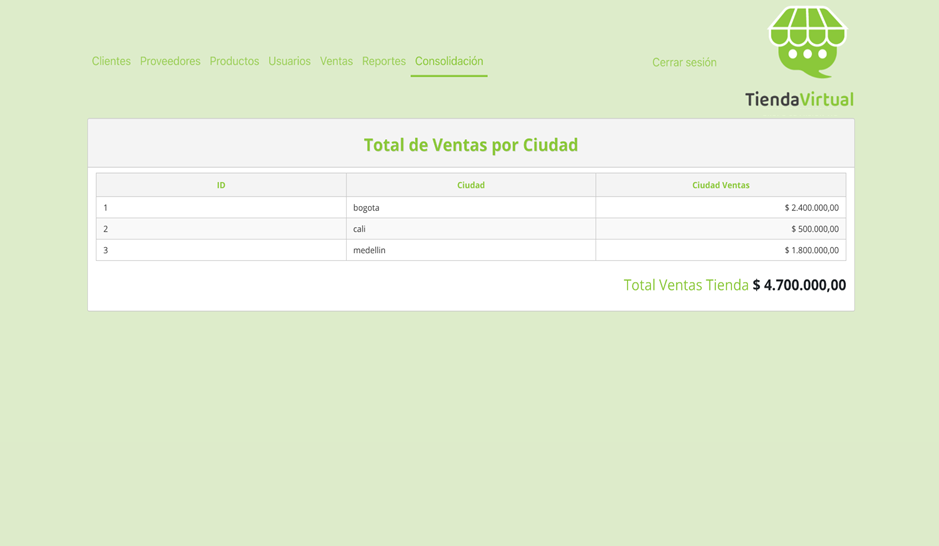 Clientes Proveedores Productos Usuarios Ventas Reportes Consolidación Cerrar sesión
TiendaVirtual
Total de Ventas por Ciudad
ID Ciudad Ciudad Ventas
1 bogota $ 2.400.000,00
2 cali $ 500.000,00
3 medellin $ 1.800.000,00
Total Ventas Tienda $ 4.700.000,00